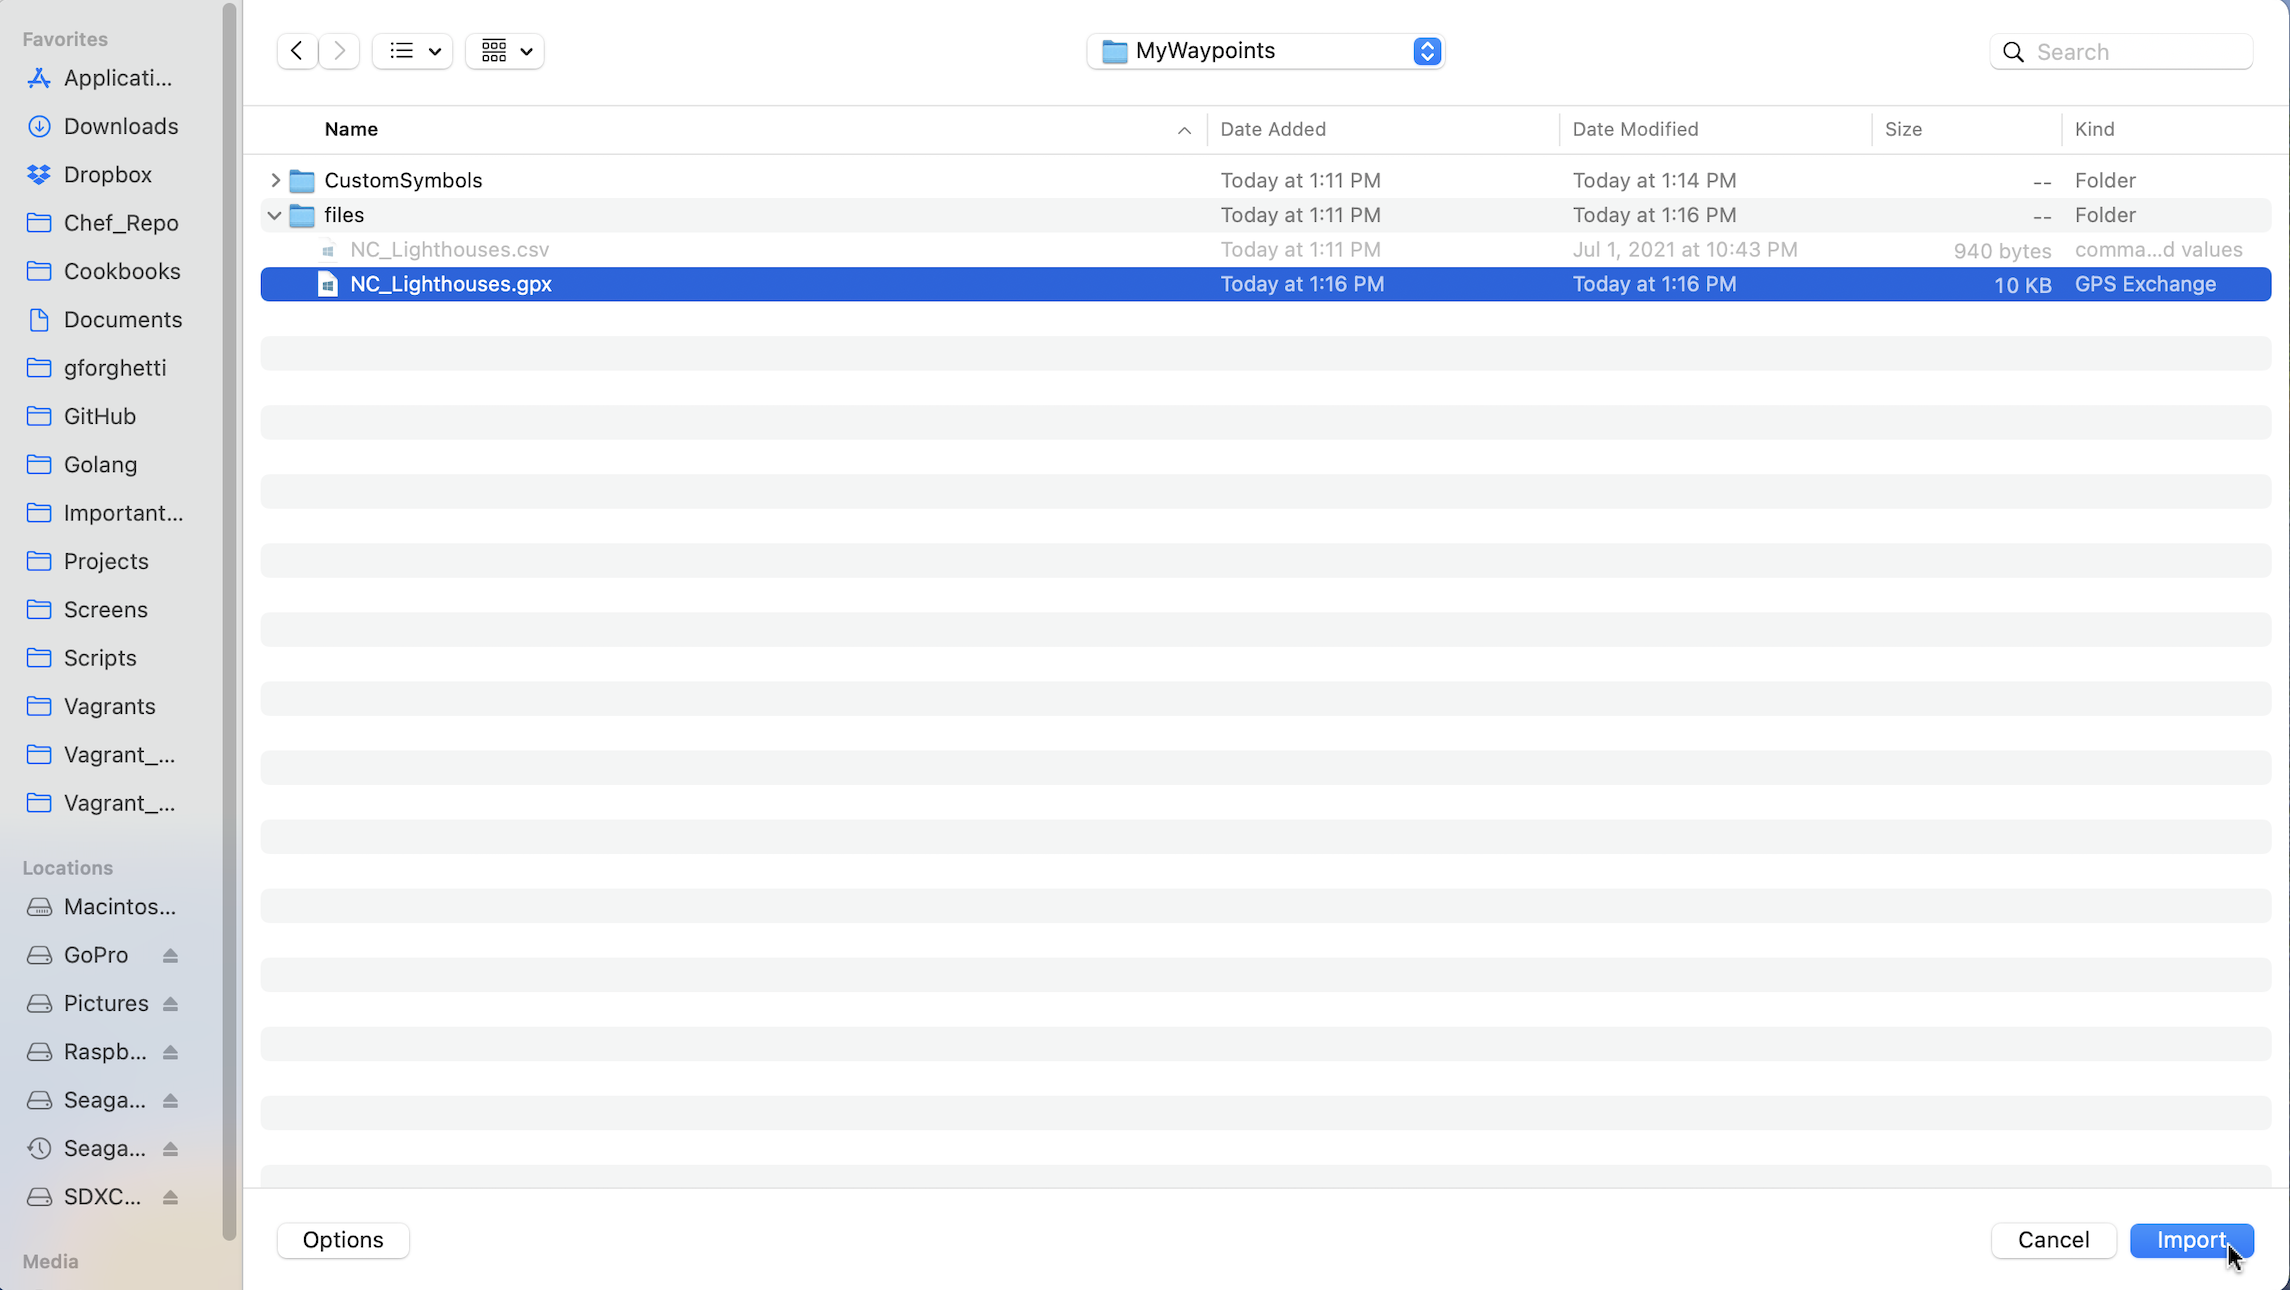 Favorites
Applicati...
Downloads
Dropbox
Chef_Repo
Cookbooks
Documents
gforghetti
GitHub
Golang
Important...
Projects
Screens
Scripts
Vagrants
Vagrant_...
Vagrant_...
Locations
Macintos...
GoPro
Pictures
Raspb...
Seaga...
Seaga...
SDXC...
Media
MyWaypoints
Search
Name Date Added Date Modified Size Kind
CustomSymbols Today at 1:11 PM Today at 1:14 PM -- Folder
files Today at 1:11 PM Today at 1:16 PM -- Folder
NC_Lighthouses.csv Today at 1:11 PM Jul 1, 2021 at 10:43 PM 940 bytes comma...d values
NC_Lighthouses.gpx Today at 1:16 PM Today at 1:16 PM 10 KB GPS Exchange
Options
Cancel
Import